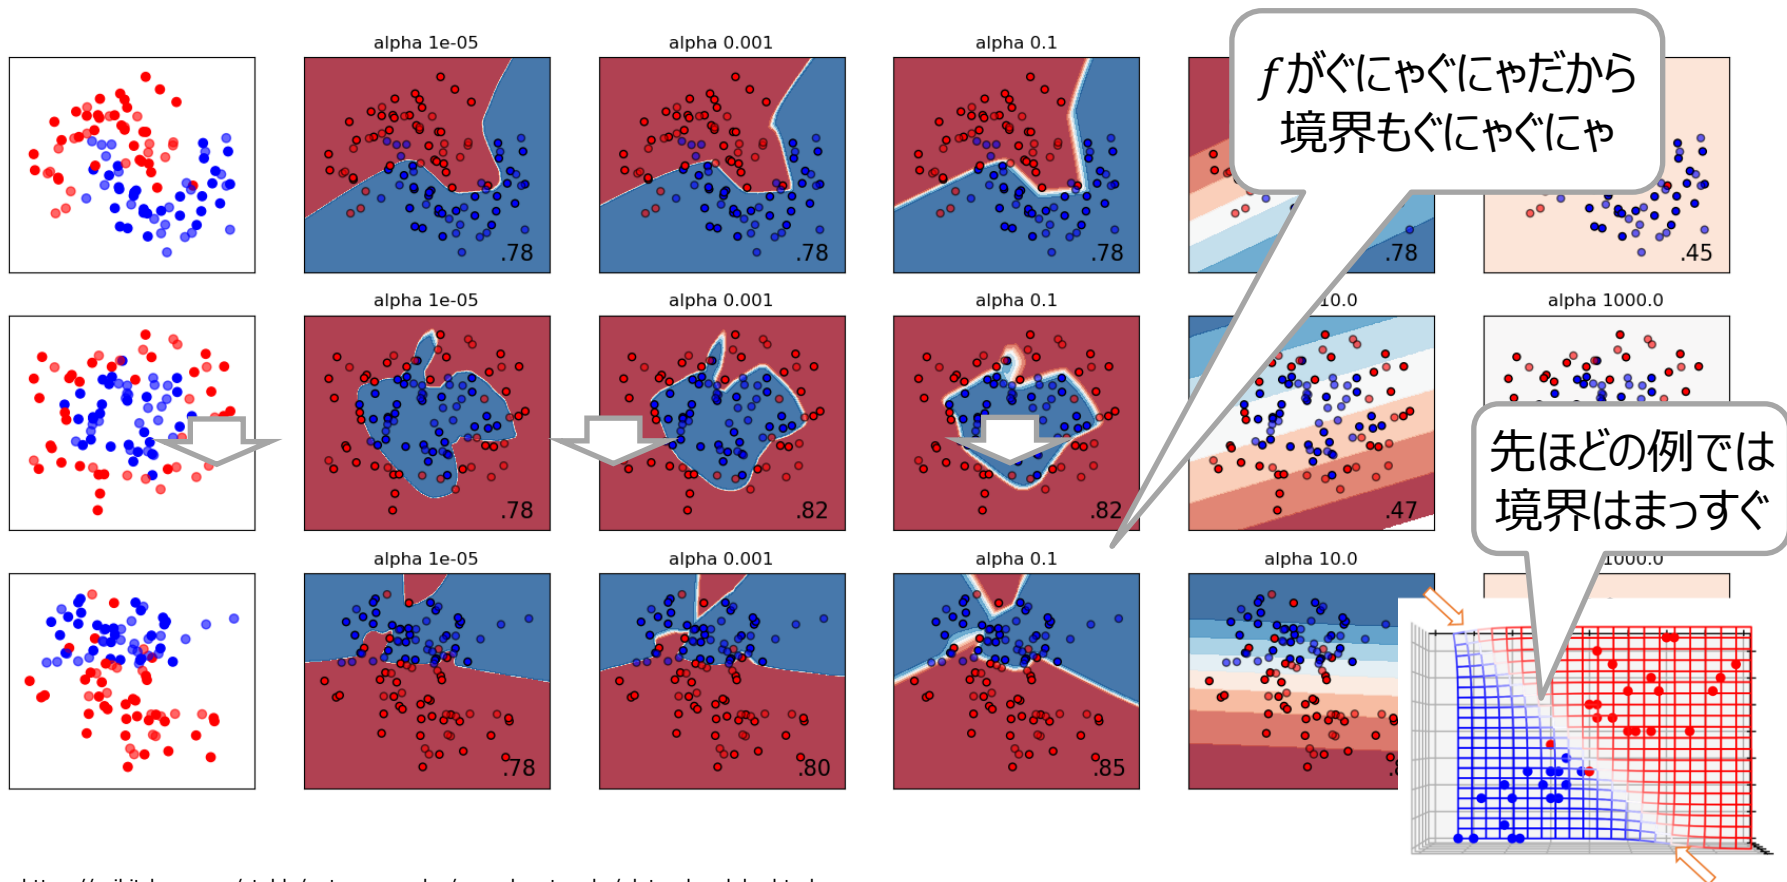 alpha 1e-05
alpha 0.001
alpha 0.1
fがぐにゃぐにゃだから
境界もぐにゃぐにゃ
.78
.78
.78
.78
.45
alpha 1e-05
alpha 0.001
alpha 0.1
10.0
alpha 1000.0
.78
.82
.82
.47
先ほどの例では
境界はまっすぐ
alpha 1e-05
alpha 0.001
alpha 0.1
alpha 10.0
1000.0
.78
.80
.85